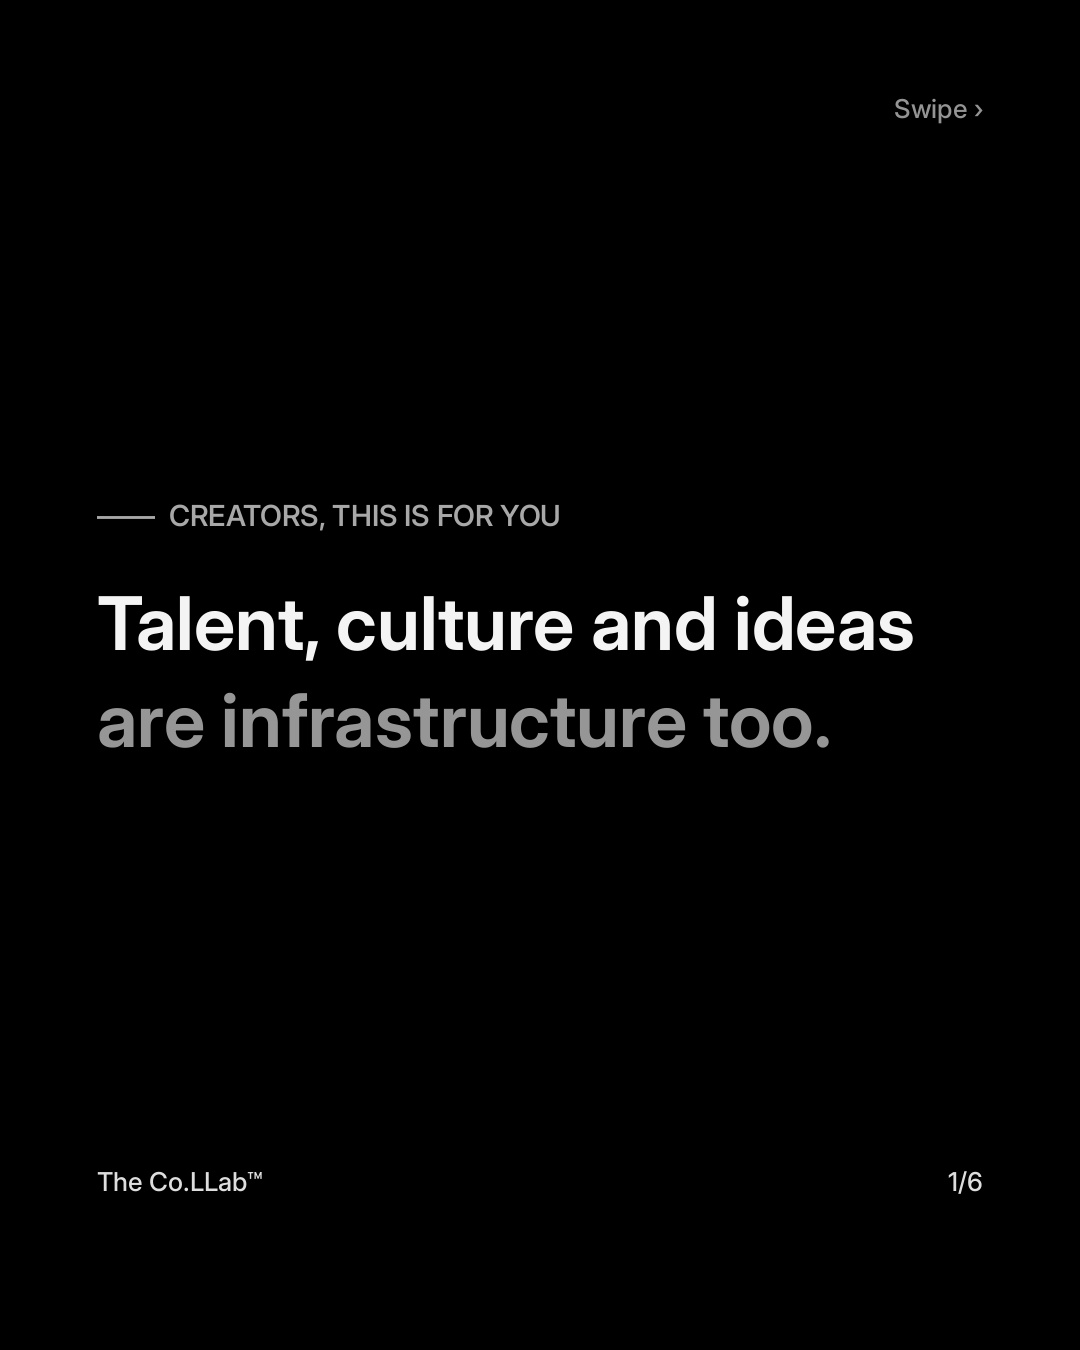 Swipe ›
CREATORS, THIS IS FOR YOU
Talent, culture and ideas
are infrastructure too.
The Co.LLab™
1/6